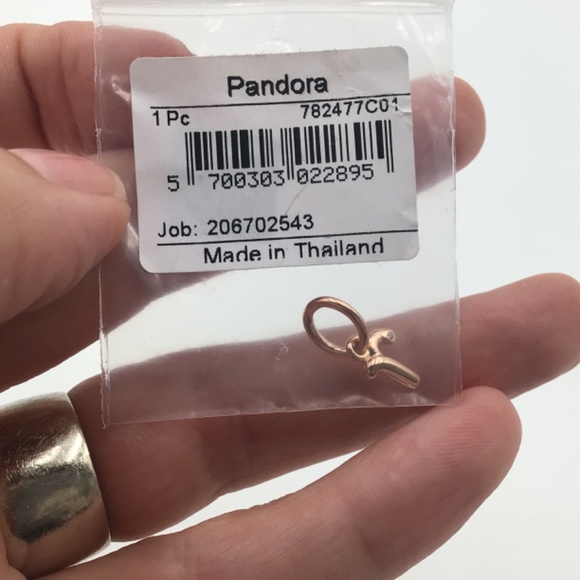 Pandora
1 Pc 782477C01
5 700303 022895
Job: 206702543
Made in Thailand